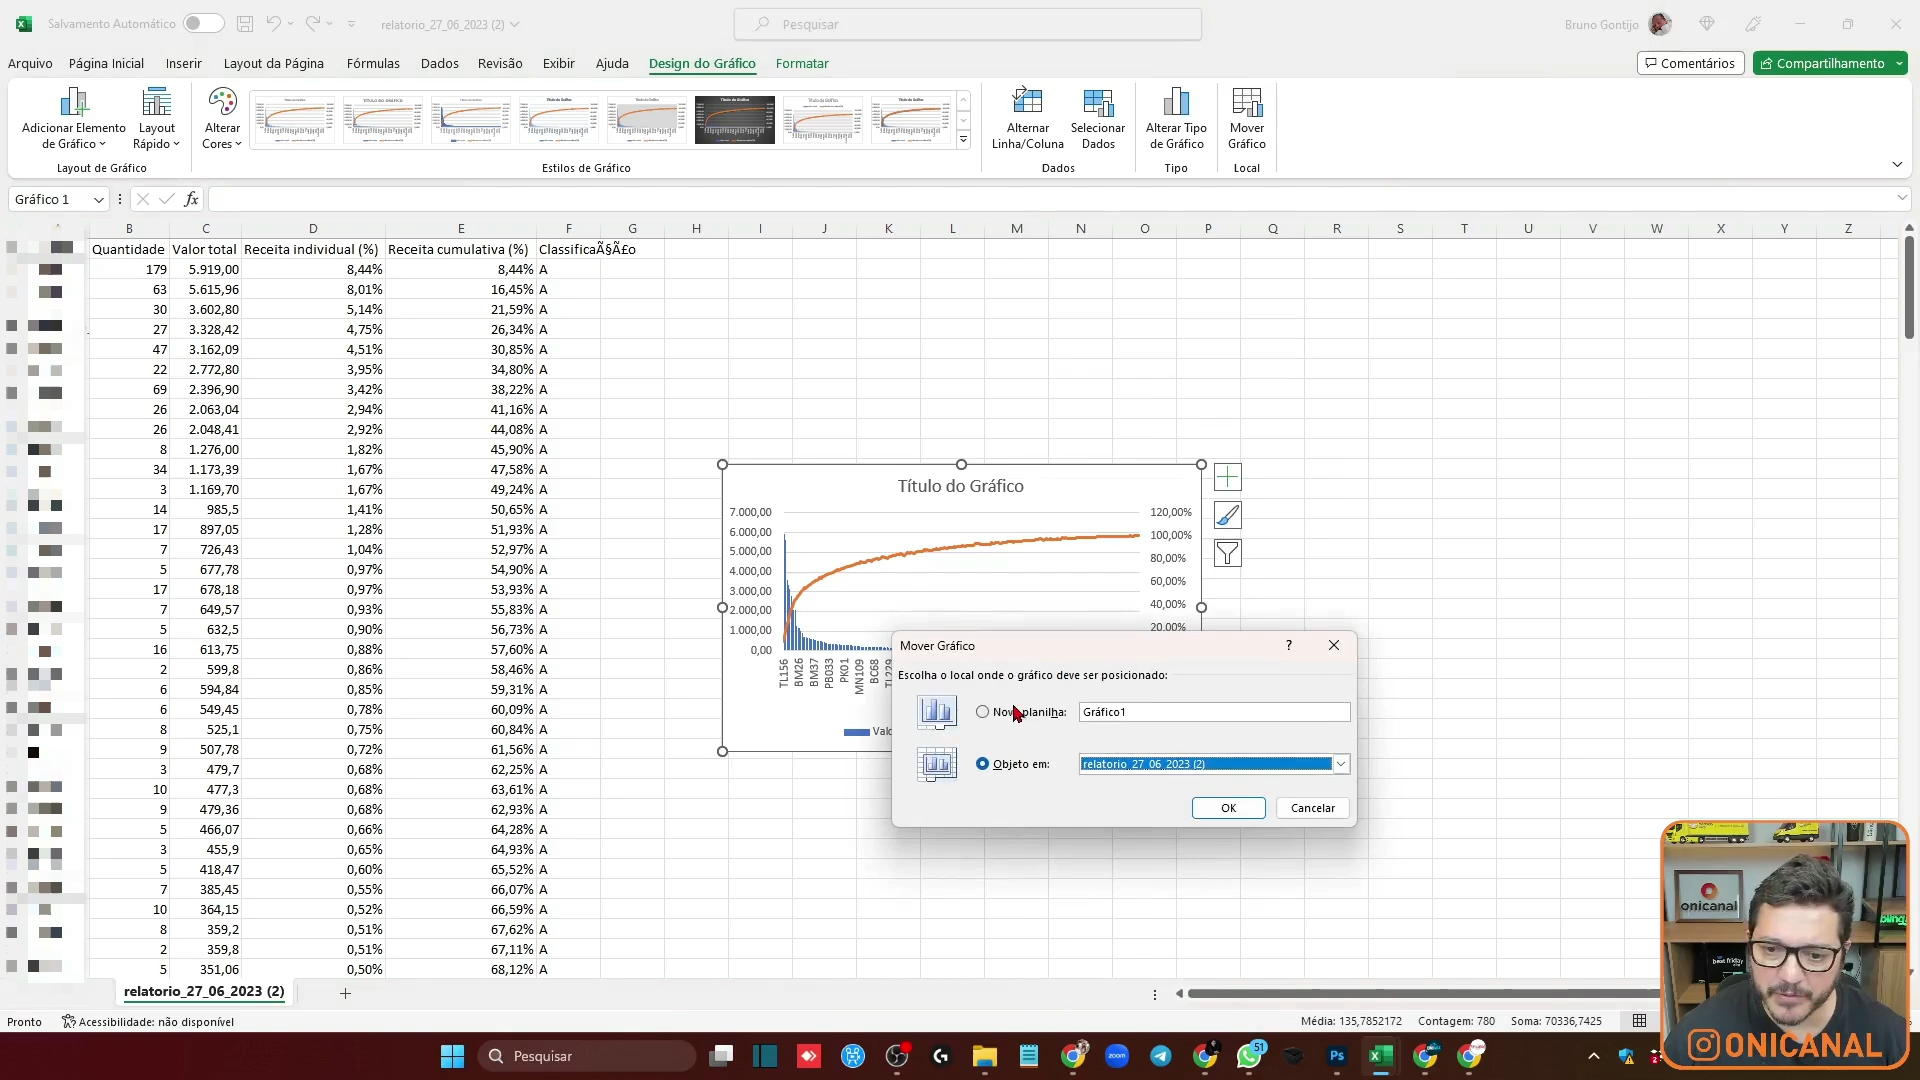 Salvamento Automático
relatorio_27_06_2023 (2)
Pesquisar
Bruno Gontijo
Arquivo Página Inicial Inserir Layout da Página Fórmulas Dados Revisão Exibir Ajuda Design do Gráfico Formatar
Comentários Compartilhamento
Adicionar Elemento de Gráfico
Layout Rápido
Alterar Cores
Alternar Linha/Coluna
Selecionar Dados
Alterar Tipo de Gráfico
Mover Gráfico
Layout de Gráfico Estilos de Gráfico Dados Tipo Local
Gráfico 1
fx
B C D E F G H I J K L M N O P Q R S T U V W X Y Z
Quantidade Valor total Receita individual (%) Receita cumulativa (%) ClassificaÃ§Ã£o
179 5.919,00 8,44% 8,44% A
63 5.615,96 8,01% 16,45% A
30 3.602,80 5,14% 21,59% A
27 3.328,42 4,75% 26,34% A
47 3.162,09 4,51% 30,85% A
22 2.772,80 3,95% 34,80% A
69 2.396,90 3,42% 38,22% A
26 2.063,04 2,94% 41,16% A
26 2.048,41 2,92% 44,08% A
8 1.276,00 1,82% 45,90% A
34 1.173,39 1,67% 47,58% A
3 1.169,70 1,67% 49,24% A
14 985,5 1,41% 50,65% A
17 897,05 1,28% 51,93% A
7 726,43 1,04% 52,97% A
5 677,78 0,97% 54,90% A
17 678,18 0,97% 53,93% A
7 649,57 0,93% 55,83% A
5 632,5 0,90% 56,73% A
16 613,75 0,88% 57,60% A
2 599,8 0,86% 58,46% A
6 594,84 0,85% 59,31% A
6 549,45 0,78% 60,09% A
8 525,1 0,75% 60,84% A
9 507,78 0,72% 61,56% A
3 479,7 0,68% 62,25% A
10 477,3 0,68% 63,61% A
9 479,36 0,68% 62,93% A
5 466,07 0,66% 64,28% A
3 455,9 0,65% 64,93% A
5 418,47 0,60% 65,52% A
7 385,45 0,55% 66,07% A
10 364,15 0,52% 66,59% A
8 359,2 0,51% 67,62% A
2 359,8 0,51% 67,11% A
5 351,06 0,50% 68,12% A
Título do Gráfico
7.000,00 120,00%
6.000,00 100,00%
5.000,00 80,00%
4.000,00 60,00%
3.000,00 40,00%
2.000,00 20,00%
1.000,00
0,00
TL156 BM26 BM37 PB033 PK01 MN109 BC68 TL229
Mover Gráfico ?
Escolha o local onde o gráfico deve ser posicionado:
planilha: Gráfico1
Objeto em: relatorio_27_06_2023 (2)
OK Cancelar
relatorio_27_06_2023 (2)
Pronto Acessibilidade: não disponível
Média: 135,7852172 Contagem: 780 Soma: 70336,7425
Pesquisar
zoom
51
Ps
onicanal
bling
beat friday
ONICANAL